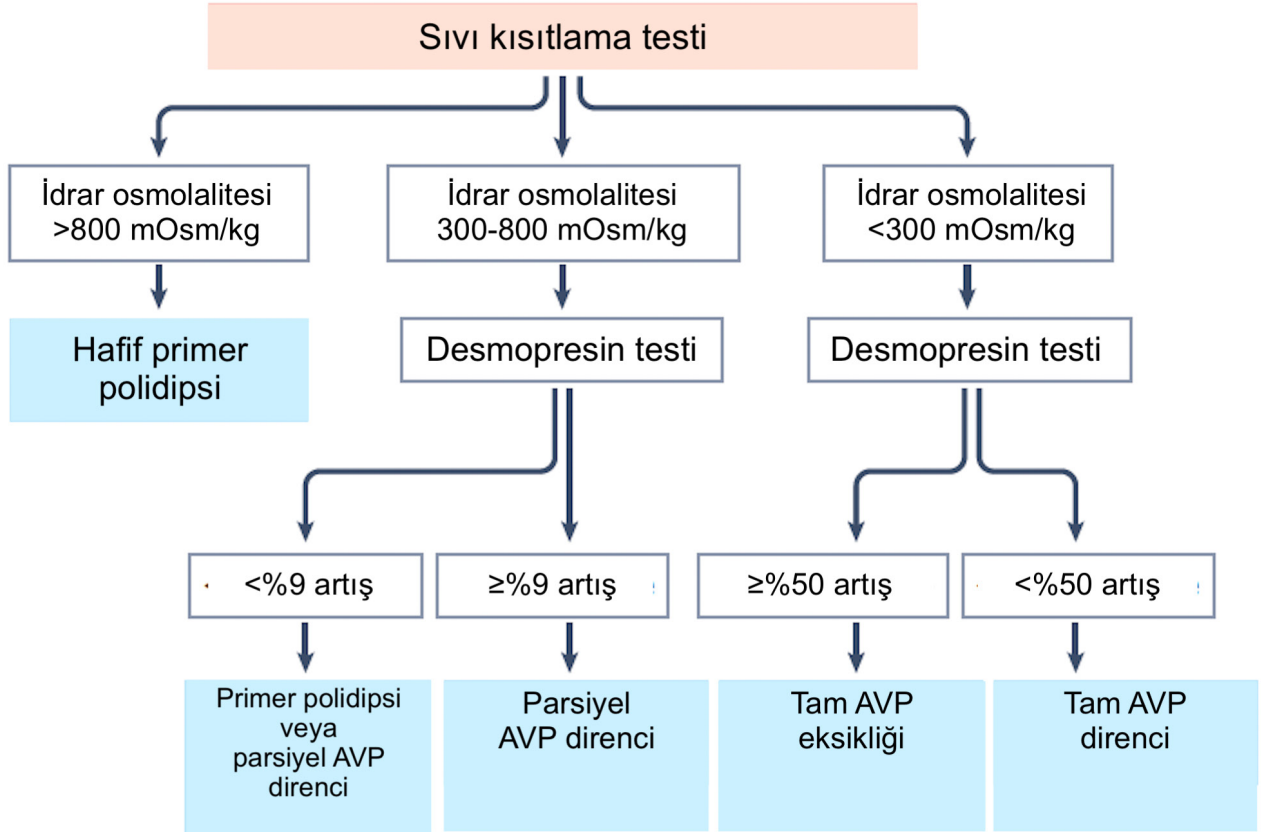 Sıvı kısıtlama testi
İdrar osmolalitesi
>800 mOsm/kg
İdrar osmolalitesi
300-800 mOsm/kg
İdrar osmolalitesi
<300 mOsm/kg
Hafif primer
polidipsi
Desmopresin testi
Desmopresin testi
<%9 artış
≥%9 artış
≥%50 artış
<%50 artış
Primer polidipsi
veya
parsiyel AVP
direnci
Parsiyel
AVP direnci
Tam AVP
eksikliği
Tam AVP
direnci